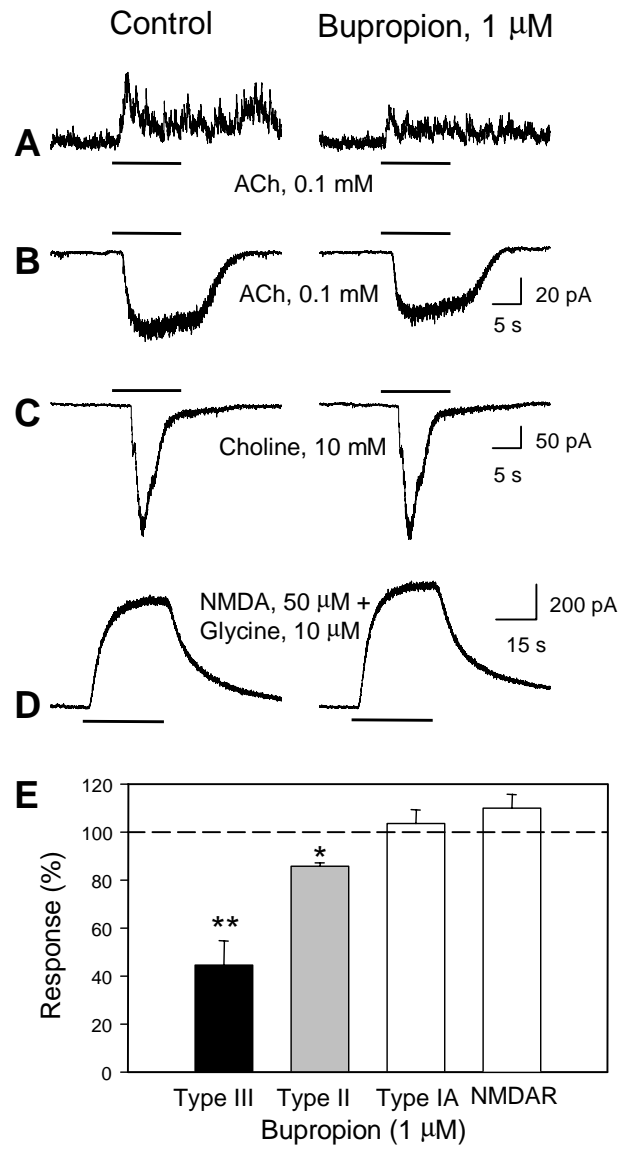 Control
Bupropion, 1 μM
A
ACh, 0.1 mM
B
ACh, 0.1 mM
20 pA
5 s
C
Choline, 10 mM
50 pA
5 s
NMDA, 50 μM +
Glycine, 10 μM
200 pA
15 s
D
E
Response (%)
120
100
80
60
40
20
0
**
*
Type III
Type II
Type IA
NMDAR
Bupropion (1 μM)